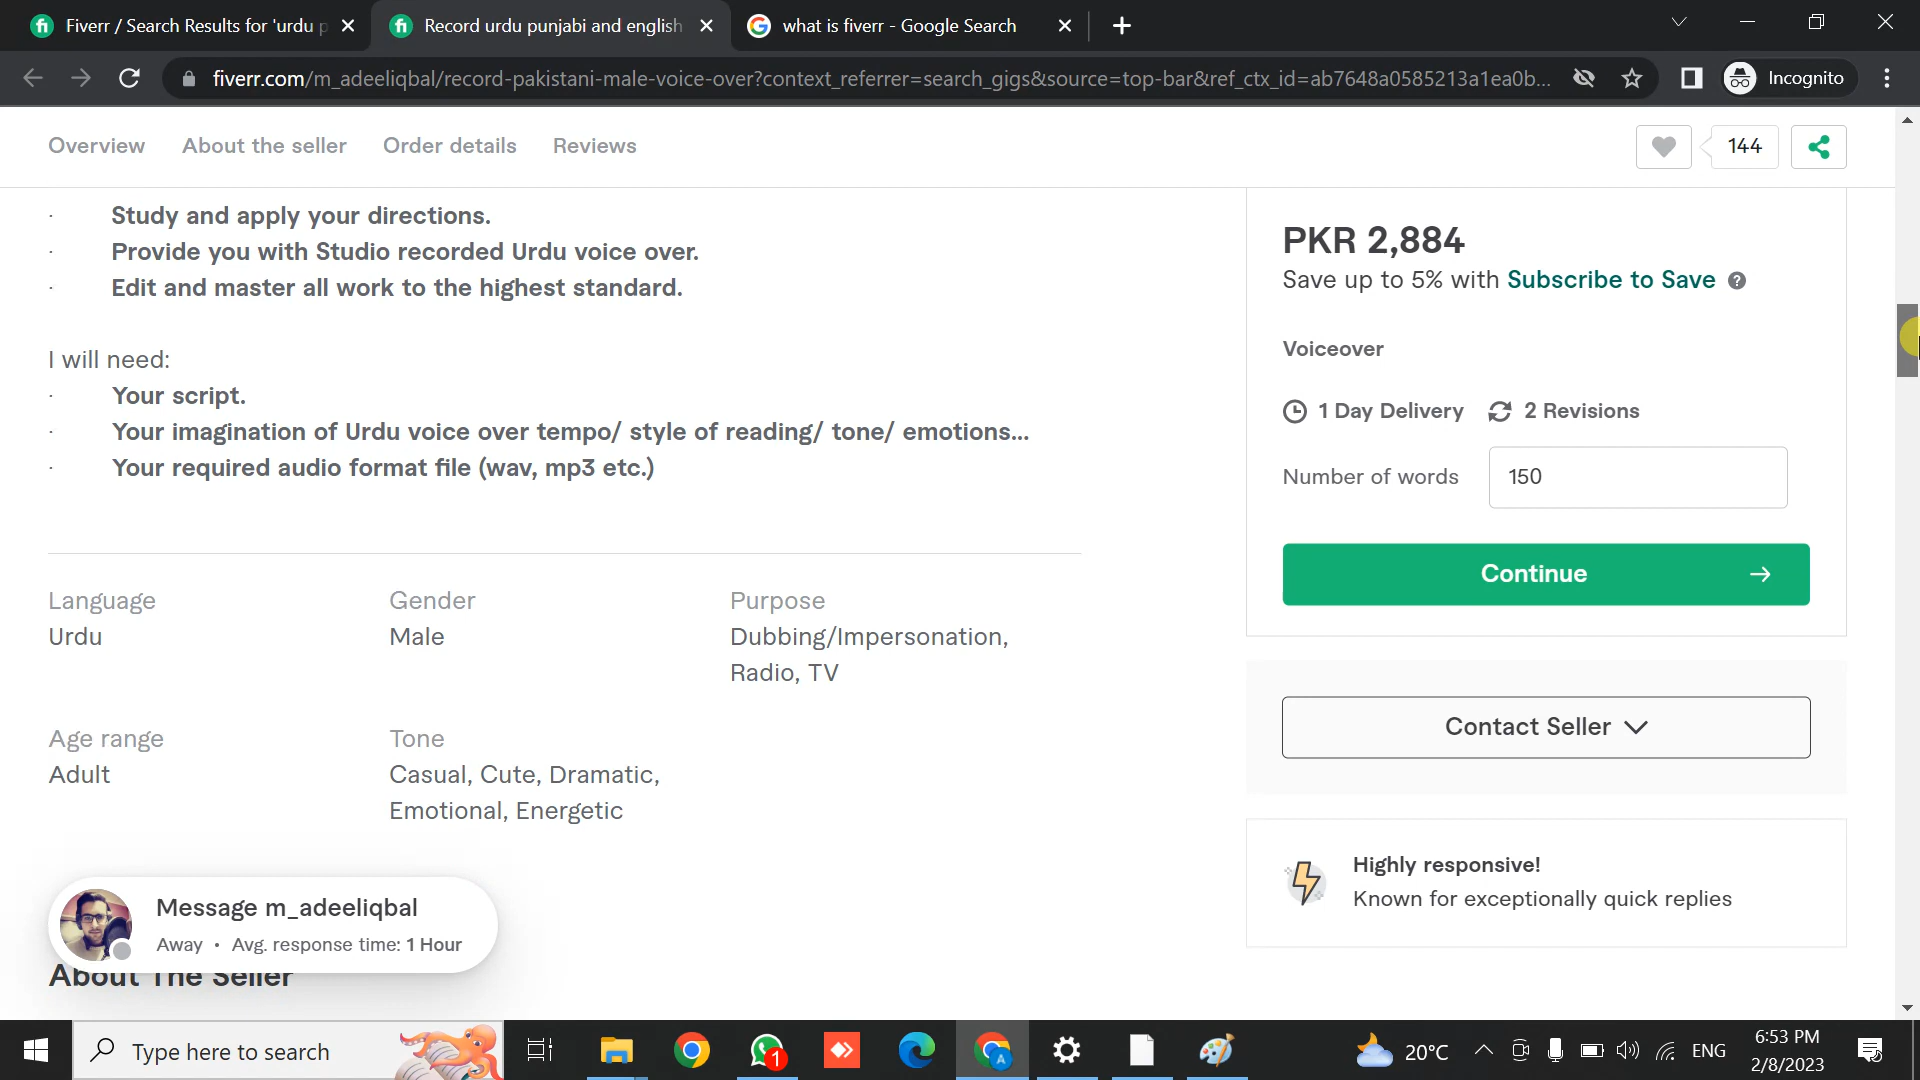 Fiverr / Search Results for 'urdu p
Record urdu punjabi and english
what is fiverr - Google Search
fiverr.com/m_adeeliqbal/record-pakistani-male-voice-over?context_referrer=search_gigs&source=top-bar&ref_ctx_id=ab7648a0585213a1ea0b...
Incognito
Overview
About the seller
Order details
Reviews
144
· Study and apply your directions.
· Provide you with Studio recorded Urdu voice over.
· Edit and master all work to the highest standard.
I will need:
· Your script.
· Your imagination of Urdu voice over tempo/ style of reading/ tone/ emotions...
· Your required audio format file (wav, mp3 etc.)
Language
Urdu
Gender
Male
Purpose
Dubbing/Impersonation,
Radio, TV
Age range
Adult
Tone
Casual, Cute, Dramatic,
Emotional, Energetic
Message m_adeeliqbal
Away • Avg. response time: 1 Hour
About The Seller
PKR 2,884
Save up to 5% with Subscribe to Save
Voiceover
1 Day Delivery
2 Revisions
Number of words
150
Continue
Contact Seller
Highly responsive!
Known for exceptionally quick replies
Type here to search
1
A
20°C
ENG
6:53 PM
2/8/2023